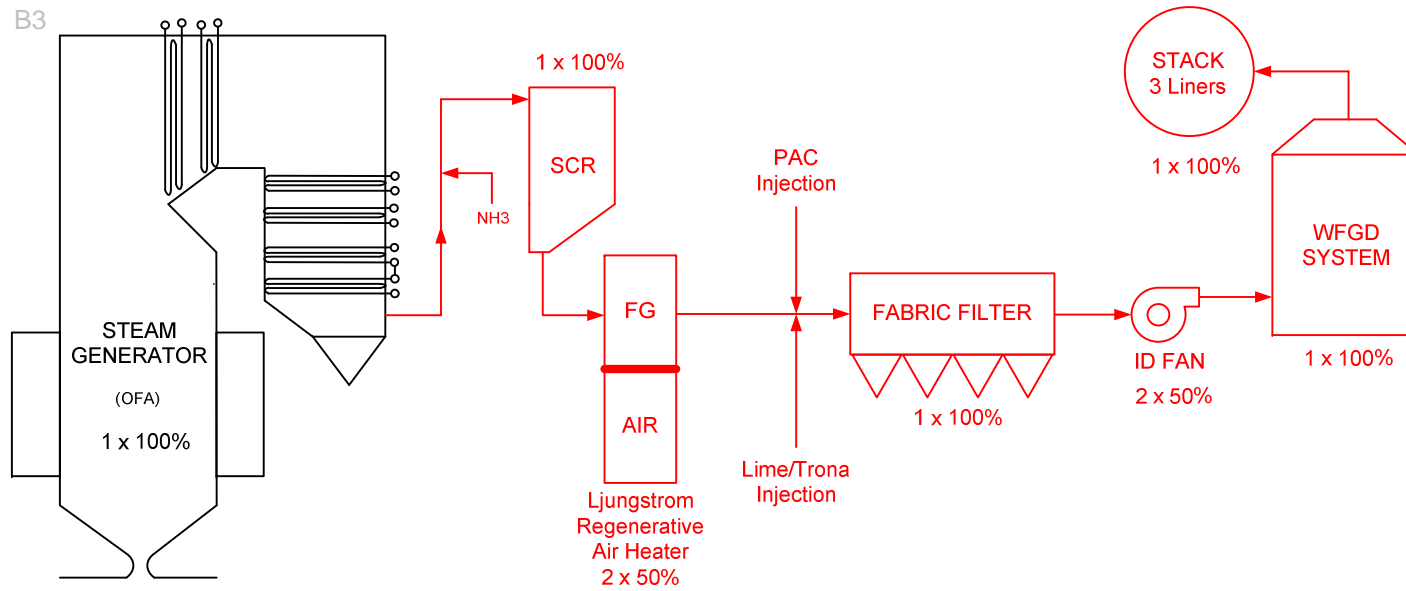 B3
STEAM
GENERATOR
(OFA)
1 x 100%
NH3
1 x 100%
SCR
FG
AIR
Ljungstrom
Regenerative
Air Heater
2 x 50%
PAC
Injection
Lime/Trona
Injection
FABRIC FILTER
1 x 100%
ID FAN
2 x 50%
STACK
3 Liners
1 x 100%
WFGD
SYSTEM
1 x 100%